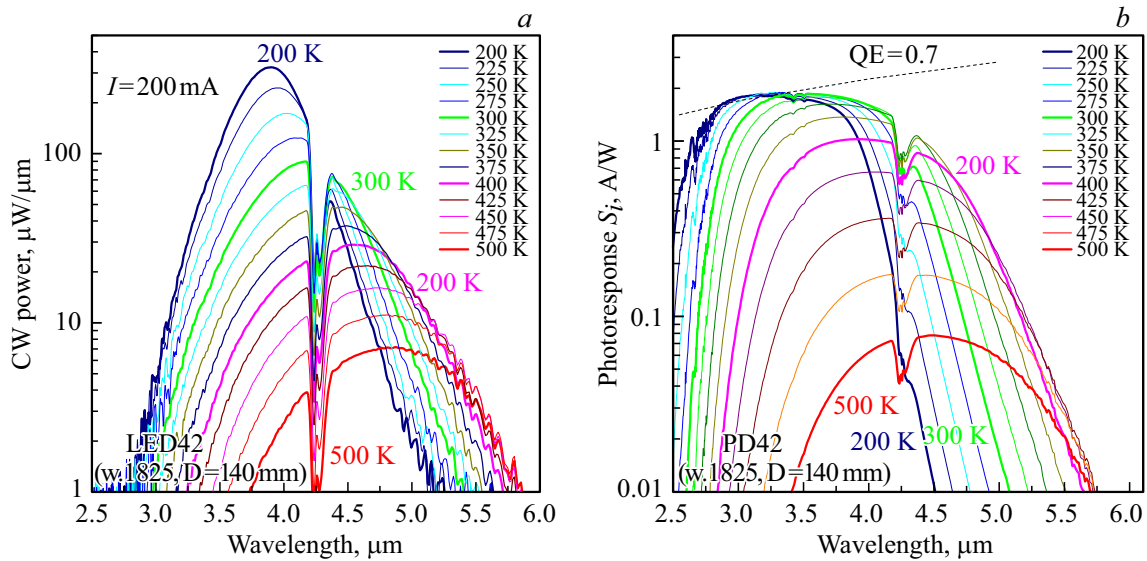 a
200 K
I = 200 mA
200 K
225 K
250 K
275 K
300 K
325 K
350 K
375 K
400 K
425 K
450 K
475 K
500 K
300 K
200 K
500 K
LED42
(w.1825, D = 140 mm)
CW power, μW/μm
100
10
1
2.5 3.0 3.5 4.0 4.5 5.0 5.5 6.0
Wavelength, μm
b
QE = 0.7
200 K
225 K
250 K
275 K
300 K
325 K
350 K
375 K
400 K
425 K
450 K
475 K
500 K
200 K
500 K
200 K
300 K
PD42
(w.1825, D = 140 mm)
Photoresponse Si, A/W
1
0.1
0.01
2.5 3.0 3.5 4.0 4.5 5.0 5.5 6.0
Wavelength, μm